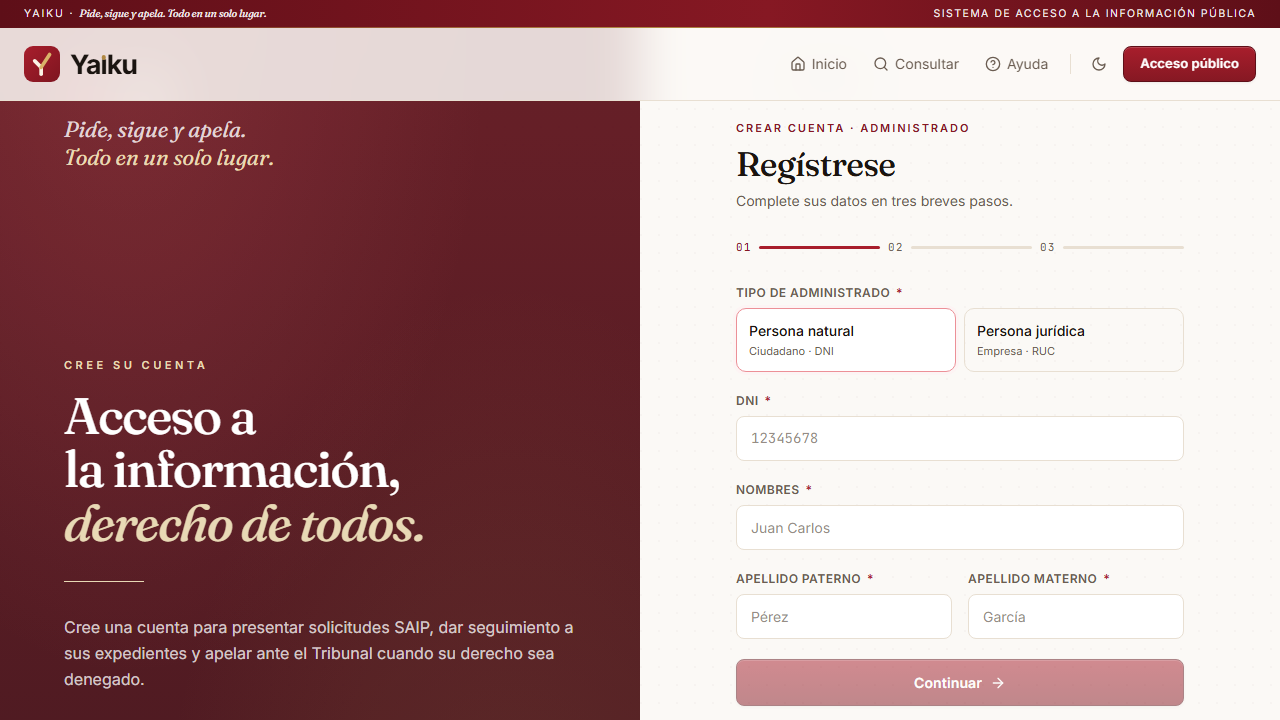 YAIKU · Pide, sigue y apela. Todo en un solo lugar.
SISTEMA DE ACCESO A LA INFORMACIÓN PÚBLICA
Yaiku
Inicio
Consultar
Ayuda
Acceso público
Pide, sigue y apela.
Todo en un solo lugar.
CREE SU CUENTA
Acceso a
la información,
derecho de todos.
Cree una cuenta para presentar solicitudes SAIP, dar seguimiento a
sus expedientes y apelar ante el Tribunal cuando su derecho sea
denegado.
CREAR CUENTA · ADMINISTRADO
Regístrese
Complete sus datos en tres breves pasos.
01 02 03
TIPO DE ADMINISTRADO *
Persona natural
Ciudadano · DNI
Persona jurídica
Empresa · RUC
DNI *
12345678
NOMBRES *
Juan Carlos
APELLIDO PATERNO *
Pérez
APELLIDO MATERNO *
García
Continuar →